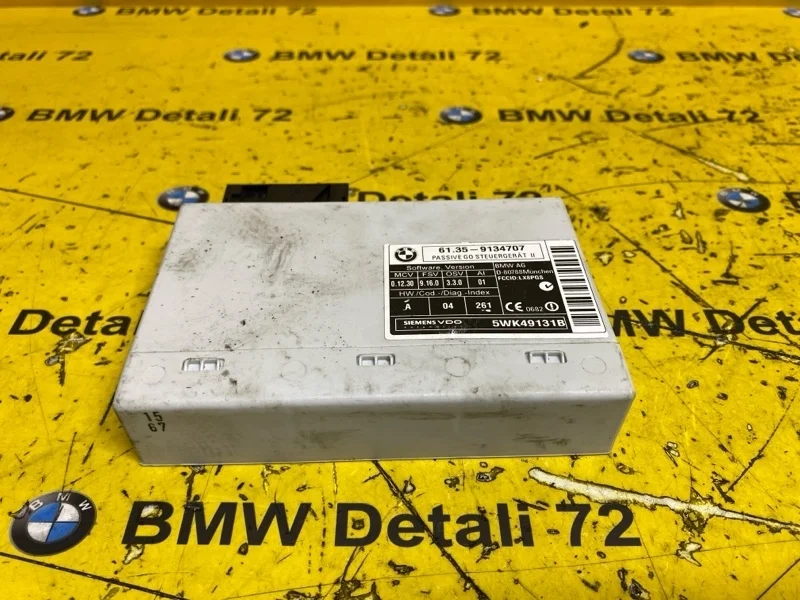 BMW Detali 72
BMW Detali 72
BMW Detali 72
BMW Detali 72
BMW Detali 72
Detali 72
61.35 - 9134707
PASSIVE GO STEUERGERÄT II
Software Version
MCV FSV OSV AI
0.12.30 9.16.0 3.3.0 01
BMW AG
D-80788 München
FCCID:LX8PGS
HW-/Cod-/Diag.-Index
A 04 261
CE 0682
SIEMENS VDO 5WK49131B
15
67
BMW
BMW Detali 72